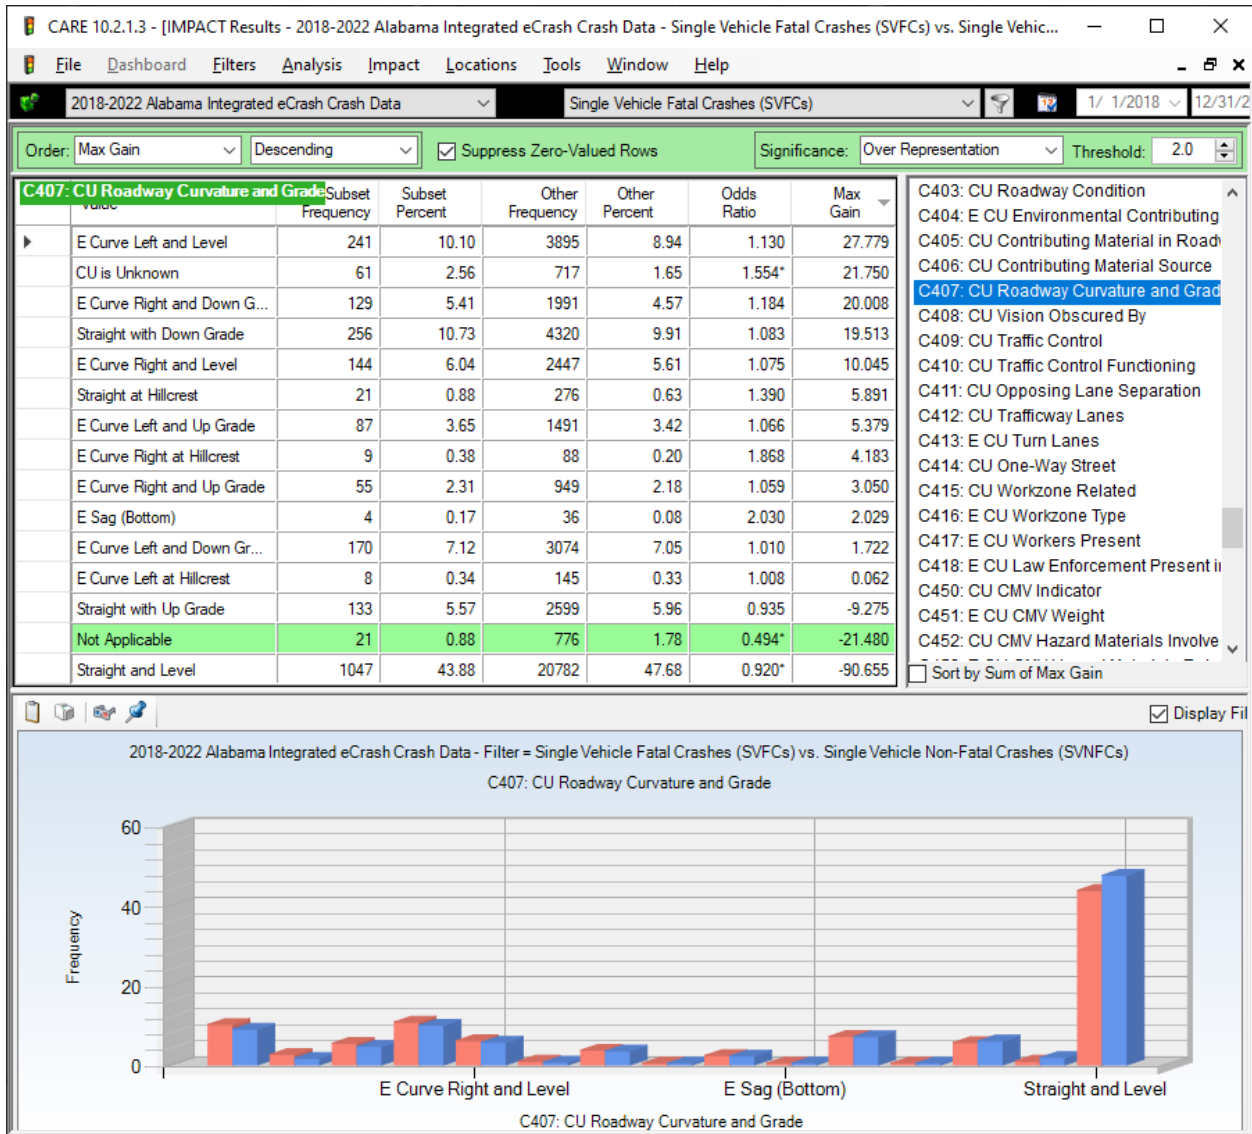 CARE 10.2.1.3 - [IMPACT Results - 2018-2022 Alabama Integrated eCrash Crash Data - Single Vehicle Fatal Crashes (SVFCs) vs. Single Vehic...
File Dashboard Filters Analysis Impact Locations Tools Window Help
2018-2022 Alabama Integrated eCrash Crash Data Single Vehicle Fatal Crashes (SVFCs) 1/ 1/2018 12/31/2
Order: Max Gain Descending Suppress Zero-Valued Rows Significance: Over Representation Threshold: 2.0
C407: CU Roadway Curvature and Grade Subset Frequency Subset Percent Other Frequency Other Percent Odds Ratio Max Gain
E Curve Left and Level 241 10.10 3895 8.94 1.130 27.779
CU is Unknown 61 2.56 717 1.65 1.554* 21.750
E Curve Right and Down G... 129 5.41 1991 4.57 1.184 20.008
Straight with Down Grade 256 10.73 4320 9.91 1.083 19.513
E Curve Right and Level 144 6.04 2447 5.61 1.075 10.045
Straight at Hillcrest 21 0.88 276 0.63 1.390 5.891
E Curve Left and Up Grade 87 3.65 1491 3.42 1.066 5.379
E Curve Right at Hillcrest 9 0.38 88 0.20 1.868 4.183
E Curve Right and Up Grade 55 2.31 949 2.18 1.059 3.050
E Sag (Bottom) 4 0.17 36 0.08 2.030 2.029
E Curve Left and Down Gr... 170 7.12 3074 7.05 1.010 1.722
E Curve Left at Hillcrest 8 0.34 145 0.33 1.008 0.062
Straight with Up Grade 133 5.57 2599 5.96 0.935 -9.275
Not Applicable 21 0.88 776 1.78 0.494* -21.480
Straight and Level 1047 43.88 20782 47.68 0.920* -90.655
C403: CU Roadway Condition
C404: E CU Environmental Contributing
C405: CU Contributing Material in Roadw
C406: CU Contributing Material Source
C407: CU Roadway Curvature and Grad
C408: CU Vision Obscured By
C409: CU Traffic Control
C410: CU Traffic Control Functioning
C411: CU Opposing Lane Separation
C412: CU Trafficway Lanes
C413: E CU Turn Lanes
C414: CU One-Way Street
C415: CU Workzone Related
C416: E CU Workzone Type
C417: E CU Workers Present
C418: E CU Law Enforcement Present i
C450: CU CMV Indicator
C451: E CU CMV Weight
C452: CU CMV Hazard Materials Involve
Sort by Sum of Max Gain
Display Fil
2018-2022 Alabama Integrated eCrash Crash Data - Filter = Single Vehicle Fatal Crashes (SVFCs) vs. Single Vehicle Non-Fatal Crashes (SVNFCs)
C407: CU Roadway Curvature and Grade
60
40
20
0
Frequency
E Curve Right and Level E Sag (Bottom) Straight and Level
C407: CU Roadway Curvature and Grade